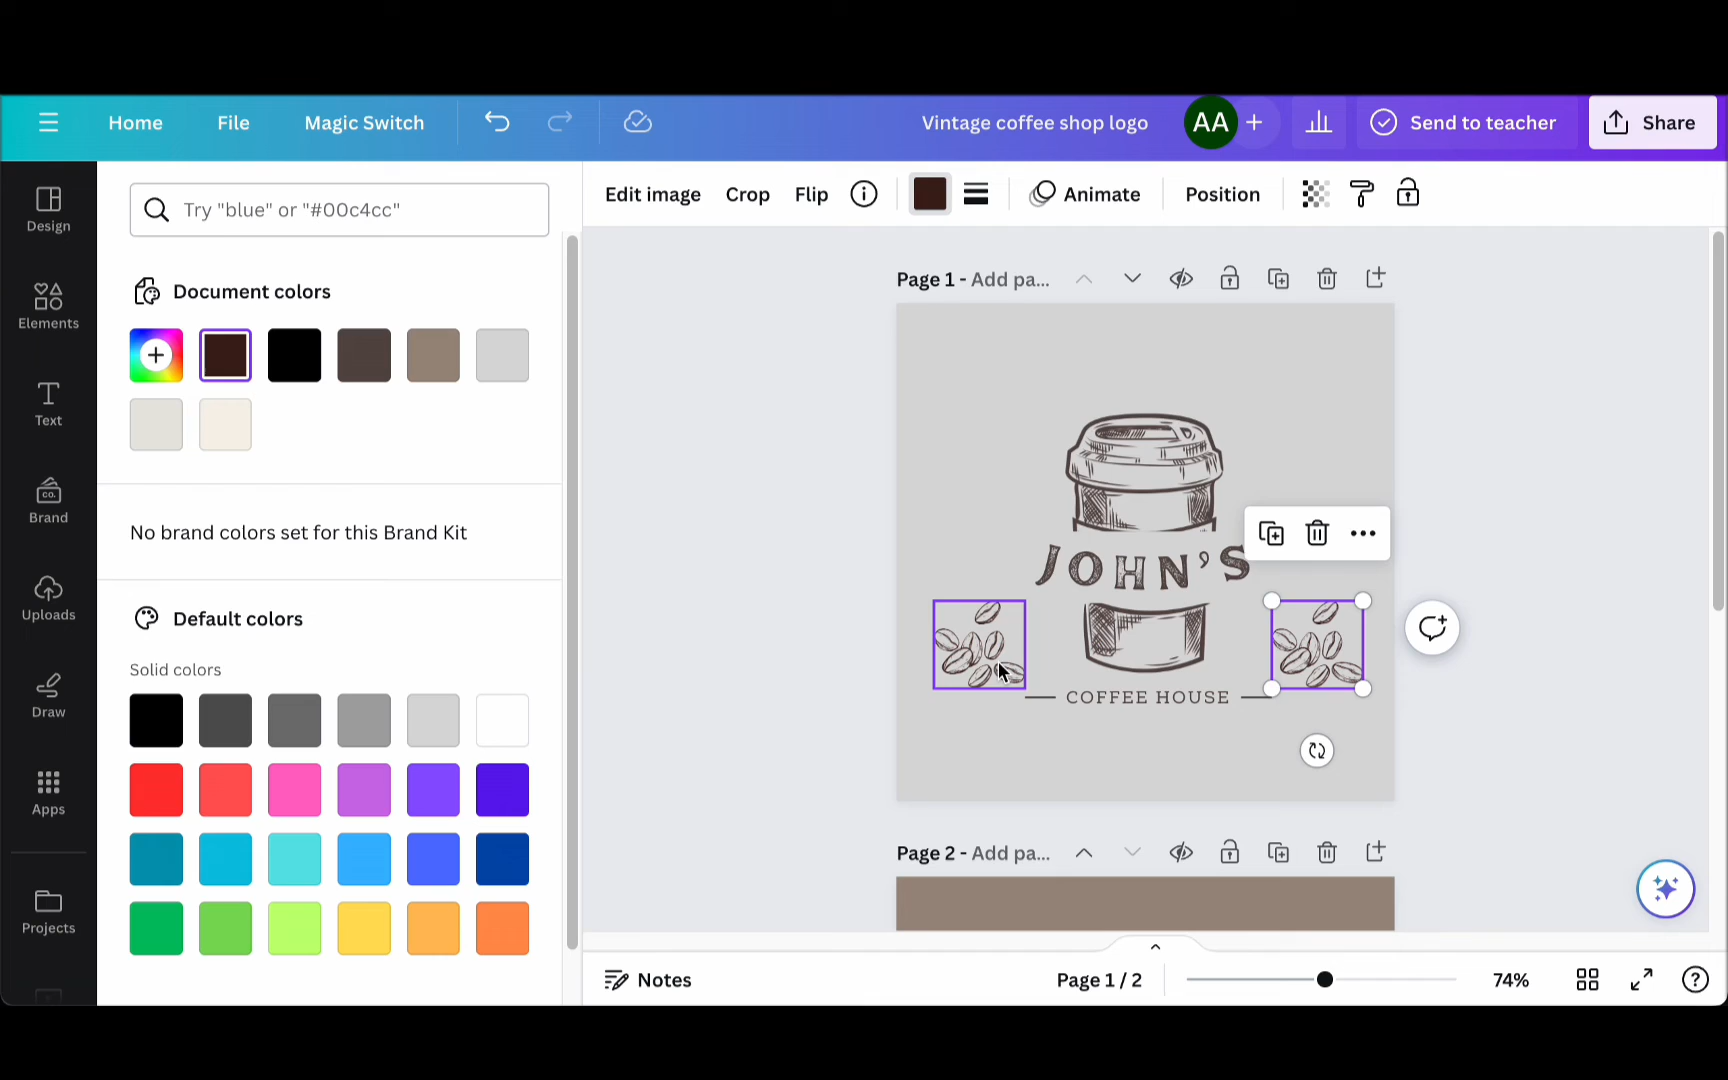 Home File Magic Switch Vintage coffee shop logo AA Send to teacher Share
Design
Elements
Text
CO.
Brand
Uploads
Draw
Apps
Projects
Try "blue" or "#00c4cc"
Document colors
No brand colors set for this Brand Kit
Default colors
Solid colors
Edit image Crop Flip Animate Position
Page 1 - Add pa...
JOHN'S
COFFEE HOUSE
Page 2 - Add pa...
Notes Page 1 / 2 74%